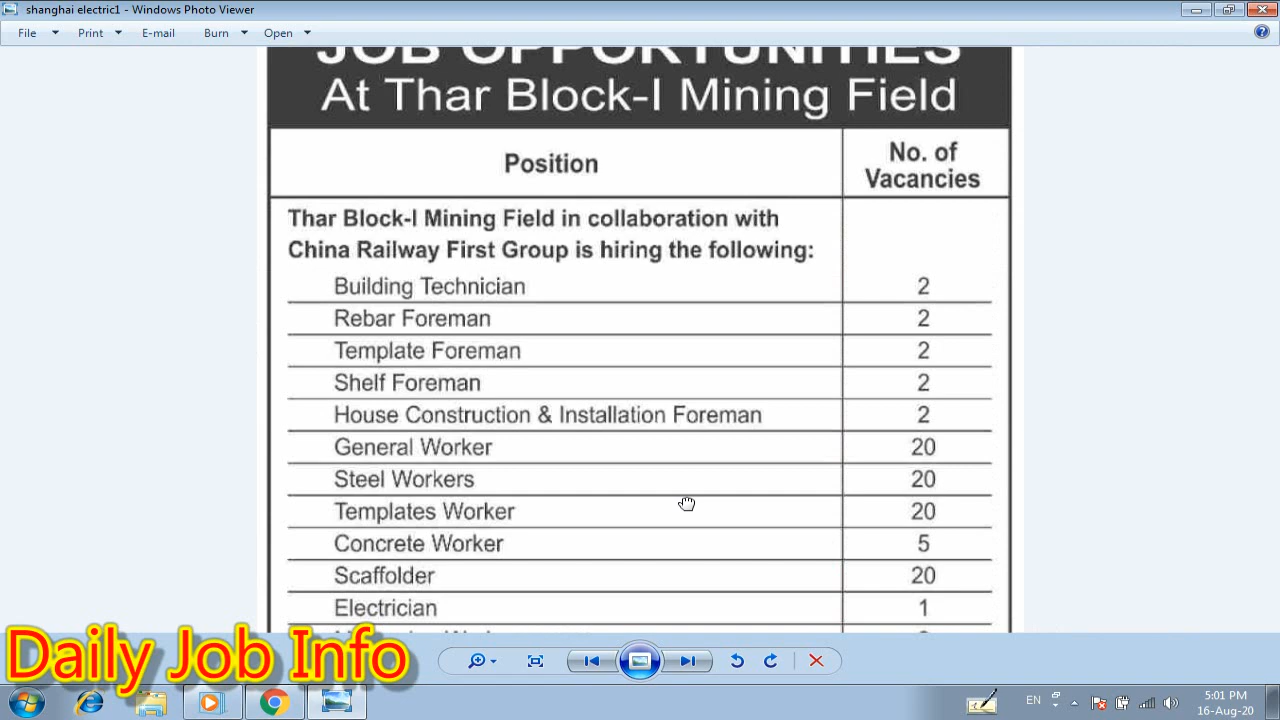 shanghai electric1 - Windows Photo Viewer
File Print E-mail Burn Open
JOB OPPORTUNITIES
At Thar Block-I Mining Field
Position No. of Vacancies
Thar Block-I Mining Field in collaboration with
China Railway First Group is hiring the following:
Building Technician 2
Rebar Foreman 2
Template Foreman 2
Shelf Foreman 2
House Construction & Installation Foreman 2
General Worker 20
Steel Workers 20
Templates Worker 20
Concrete Worker 5
Scaffolder 20
Electrician 1
Daily Job Info
EN
5:01 PM
16-Aug-20